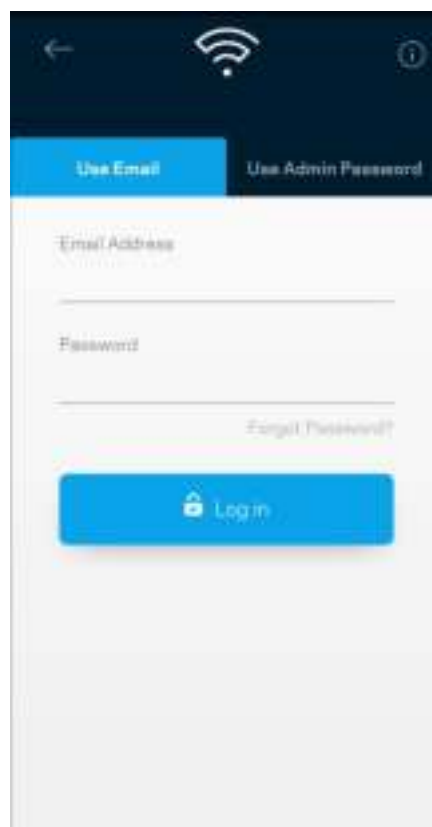 Use Email
Use Admin Password
Email Address
Password
Forgot Password?
Log in